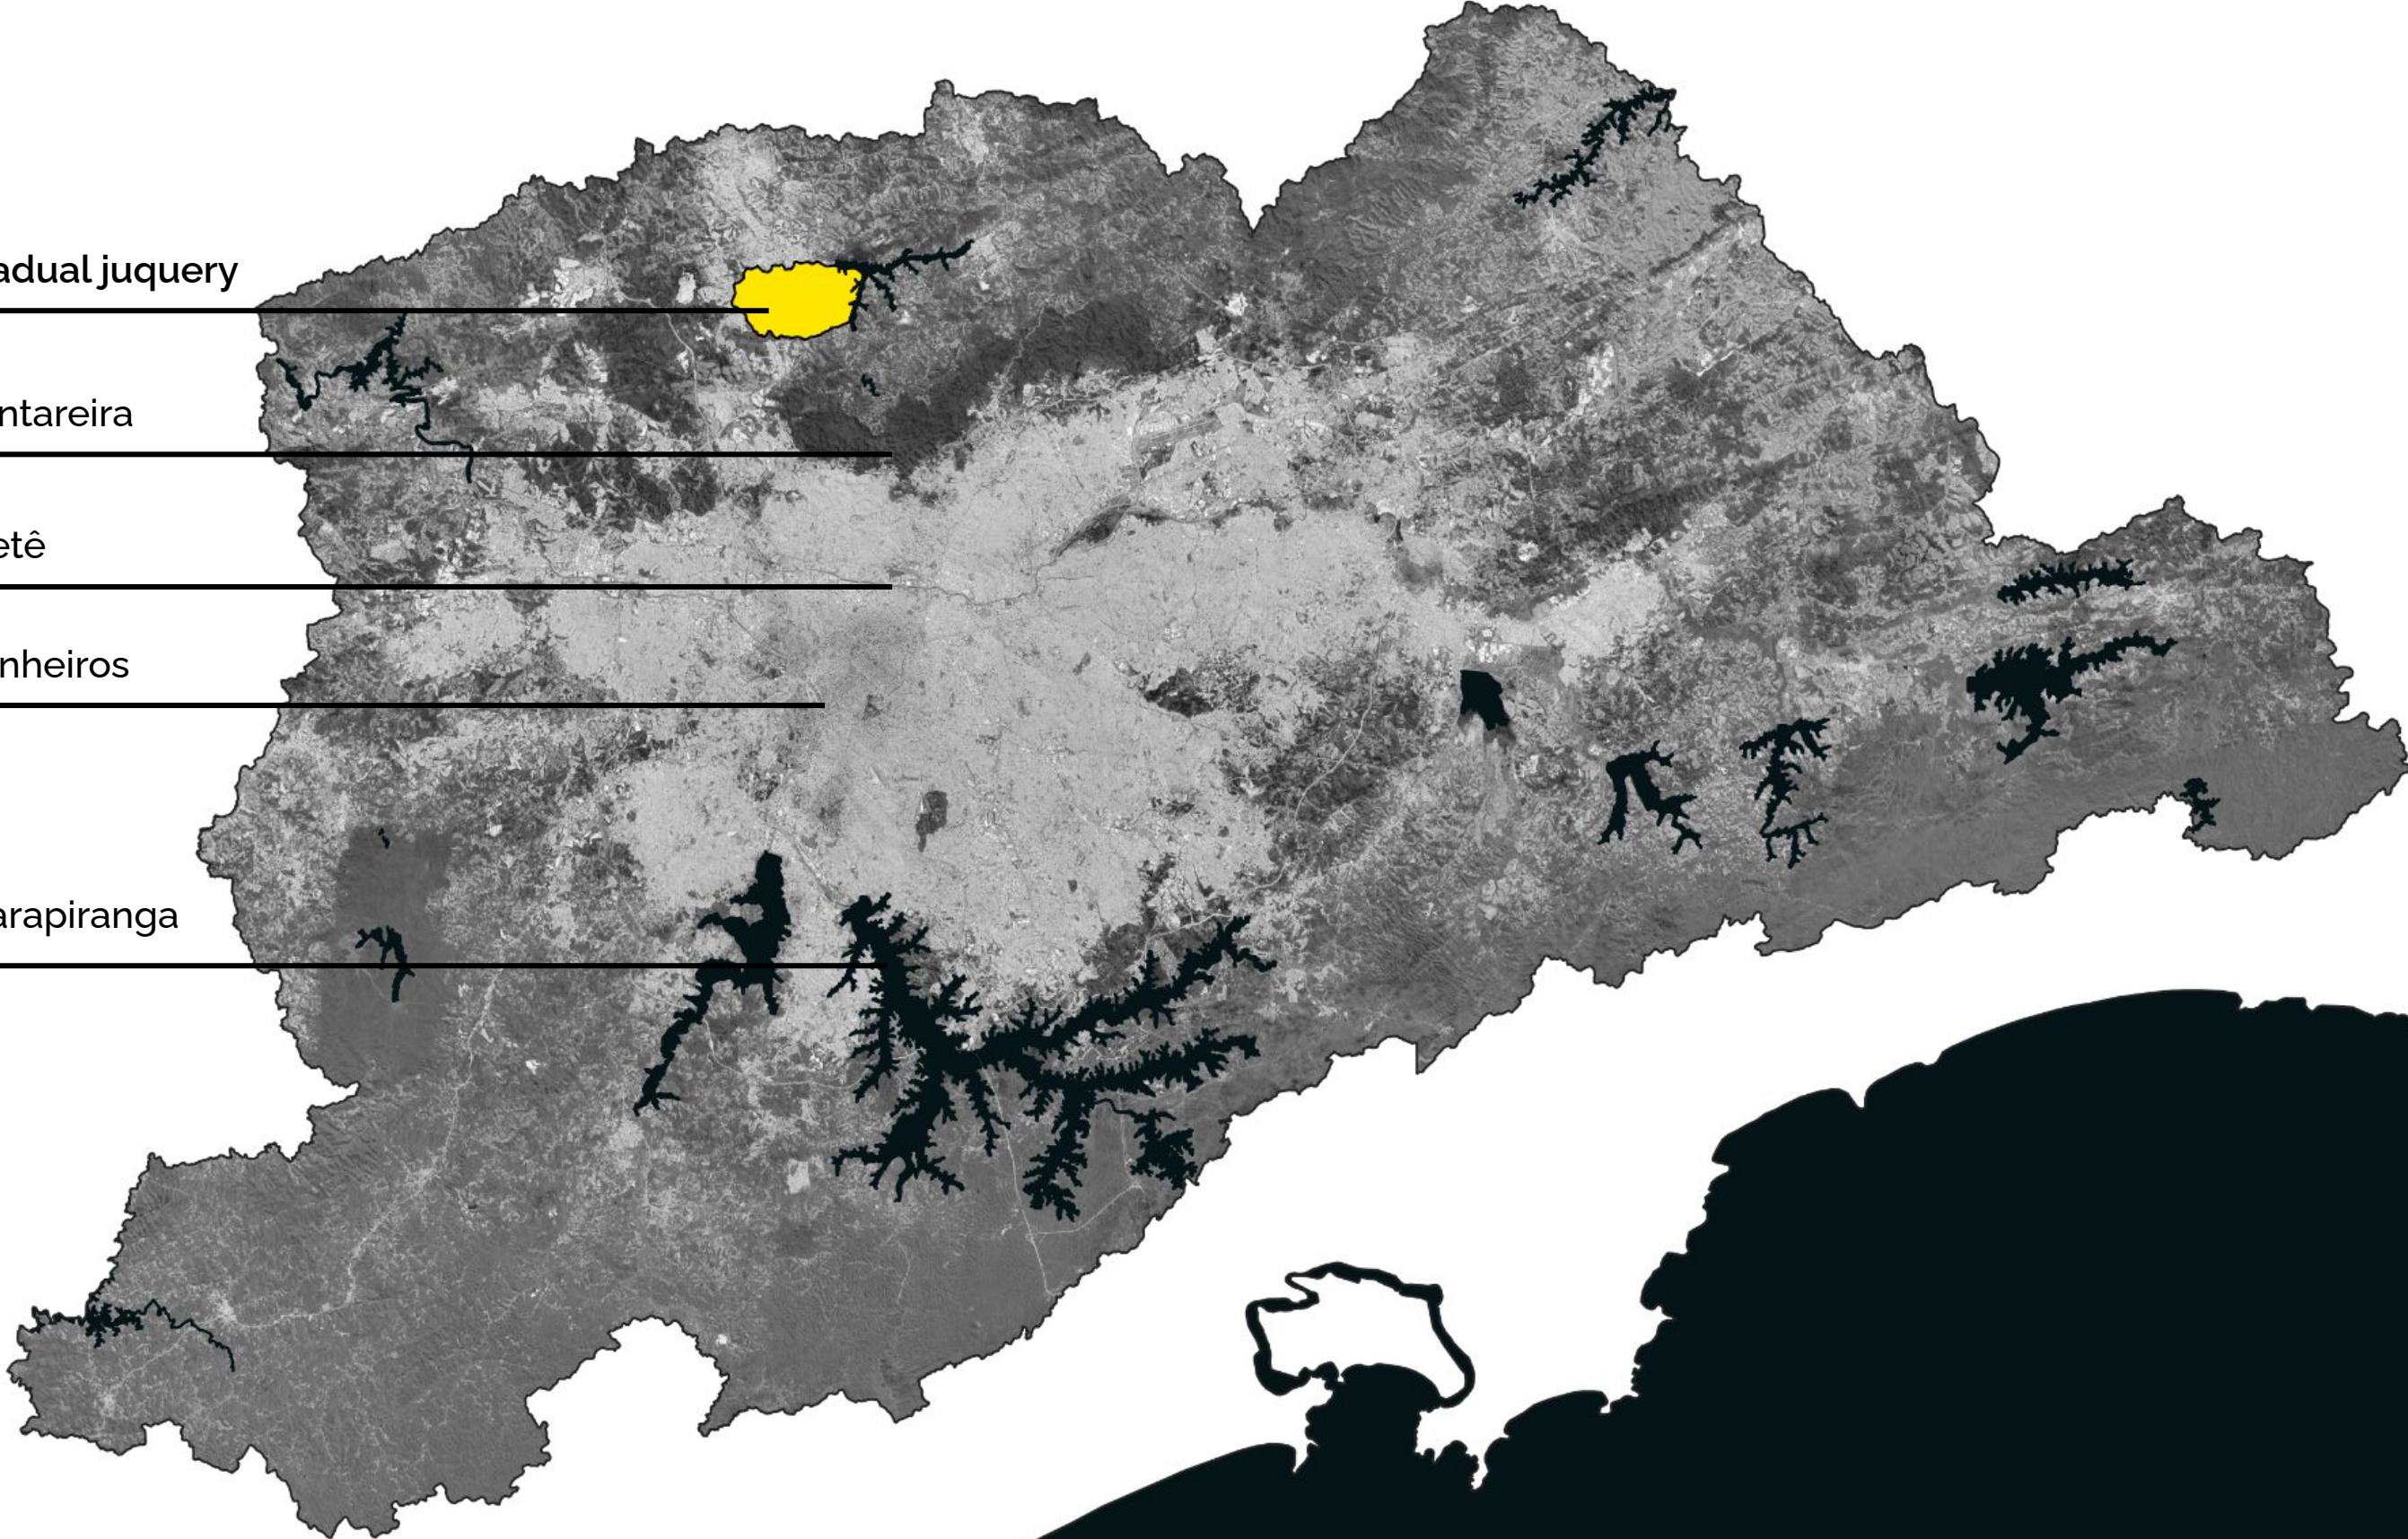 adual juquery
ntareira
etê
nheiros
arapiranga